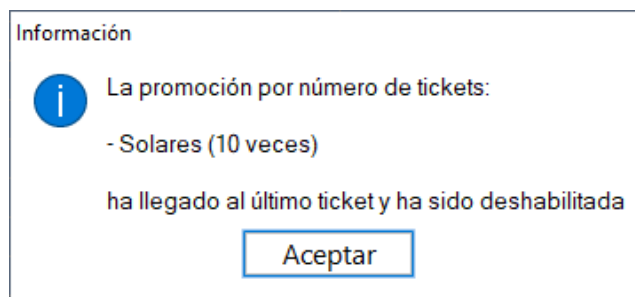 Información
La promoción por número de tickets:
- Solares (10 veces)
ha llegado al último ticket y ha sido deshabilitada
Aceptar